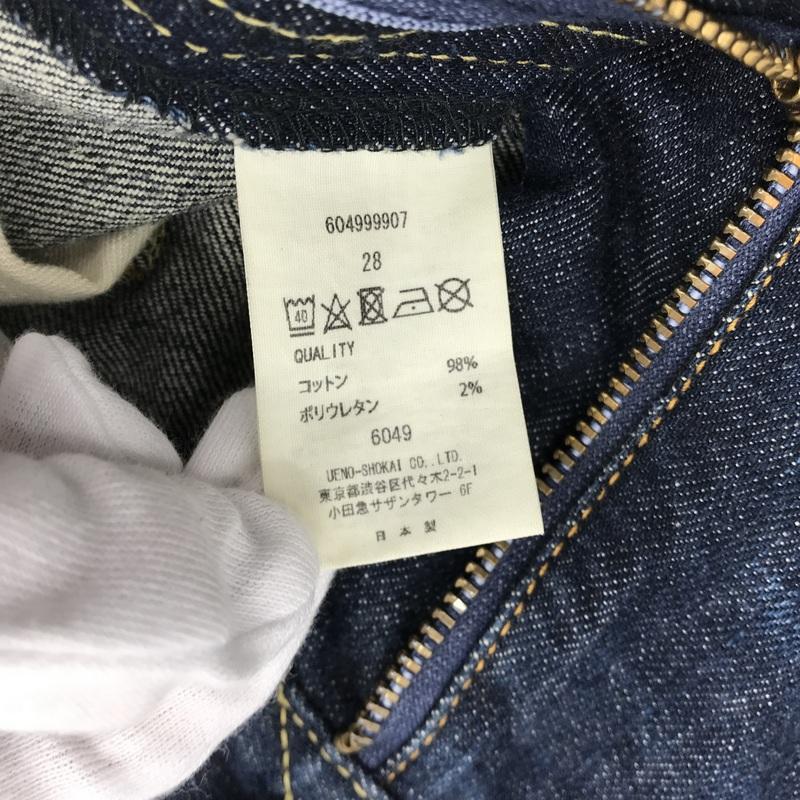 604999907
28
40
QUALITY
コットン 98%
ポリウレタン 2%
6049
UENO-SHOKAI CO.,LTD.
東京都渋谷区代々木2-2-1
小田急サザンタワー 6F
日本製